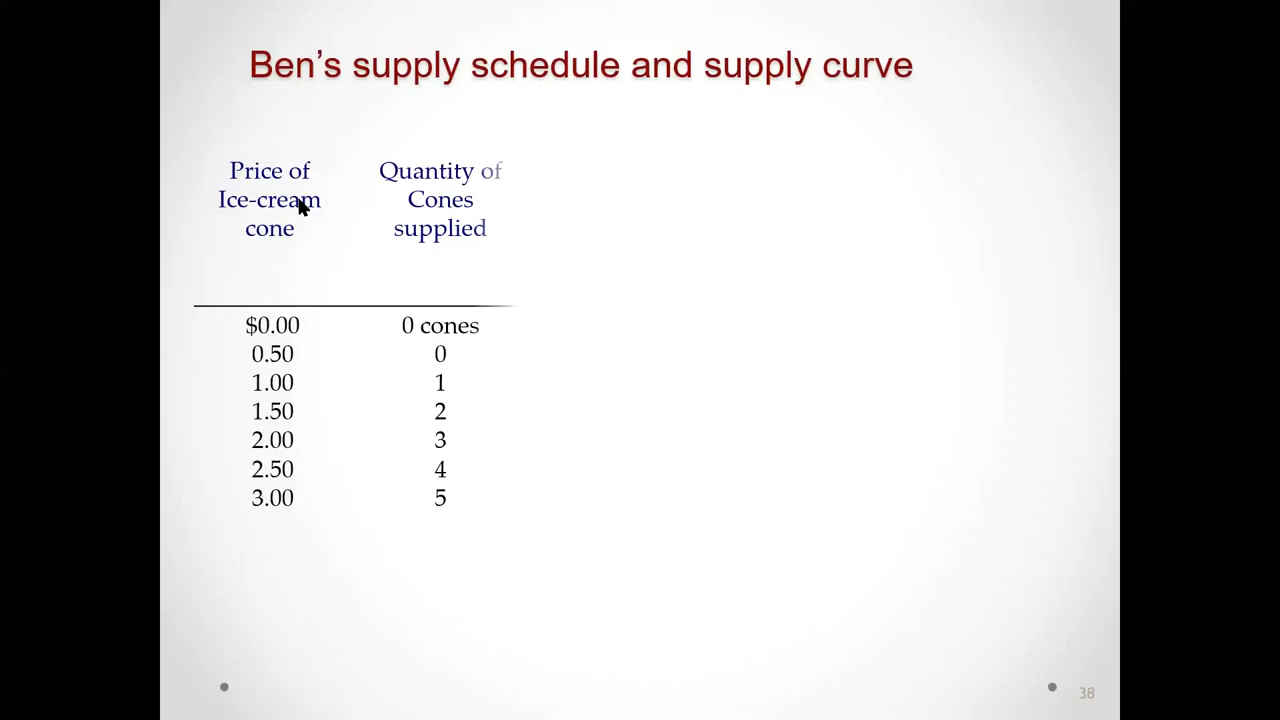 Ben's supply schedule and supply curve
Price of Ice-cream cone
Quantity of Cones supplied
$0.00 0 cones
0.50 0
1.00 1
1.50 2
2.00 3
2.50 4
3.00 5
38